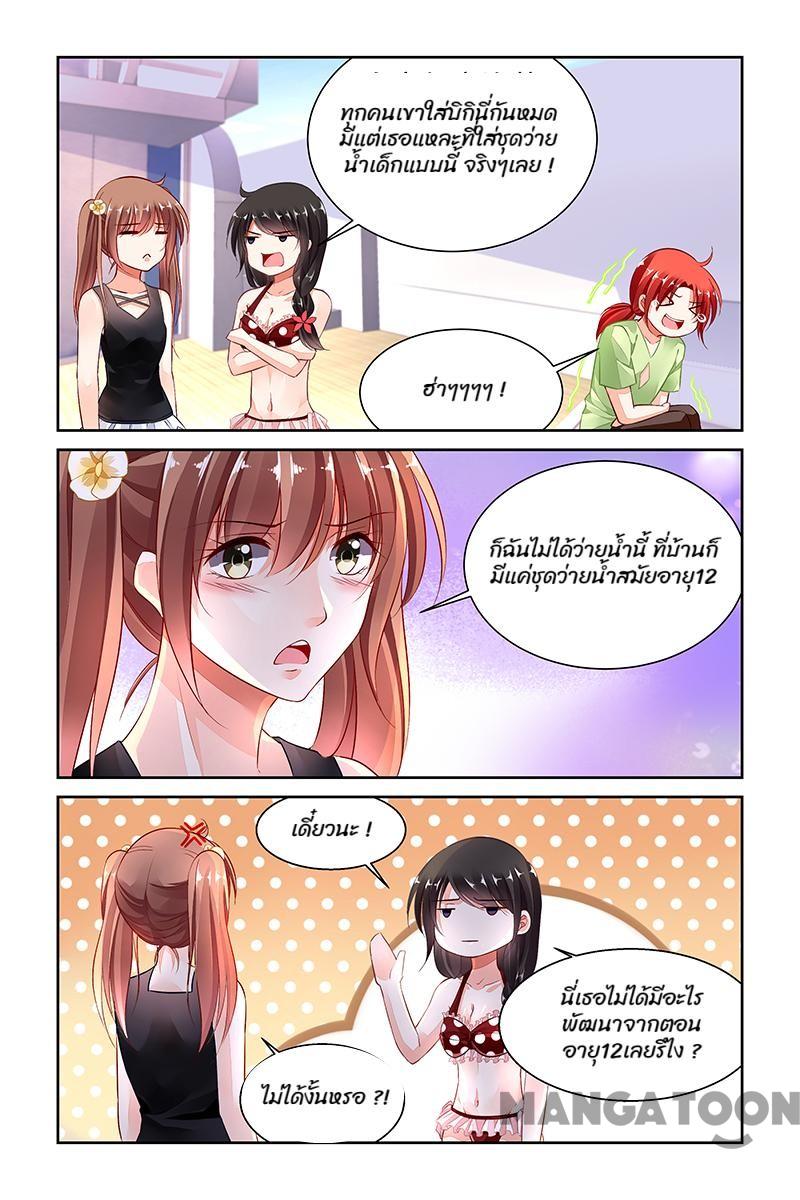 ทุกคนเขาใส่บิกินี่กันหมด
มีแต่เธอแหละที่ใส่ชุดว่าย
น้ำเด็กแบบนี้ จริงๆเลย !
ฮ่าๆๆๆๆ !
ก็ฉันไม่ได้ว่ายน้ำนี้ ที่บ้านก็
มีแค่ชุดว่ายน้ำสมัยอายุ12
เดี๋ยวนะ !
นี่เธอไม่ได้มีอะไร
พัฒนาจากตอน
อายุ12เลยรึไง ?
ไม่ได้งั้นหรอ ?!
MANGATOON